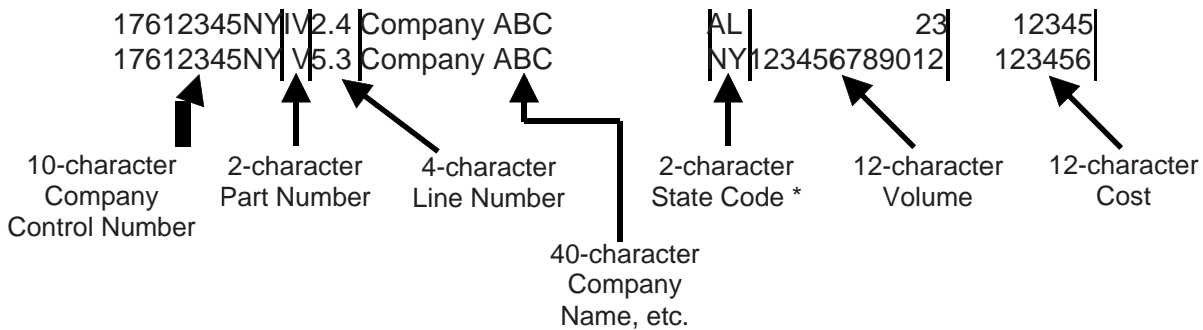 17612345NYIV2.4 Company ABC AL 23 12345
17612345NY V5.3 Company ABC NY123456789012 123456
10-character 2-character 4-character 2-character 12-character 12-character
Company Part Number Line Number State Code * Volume Cost
Control Number
40-character
Company
Name, etc.